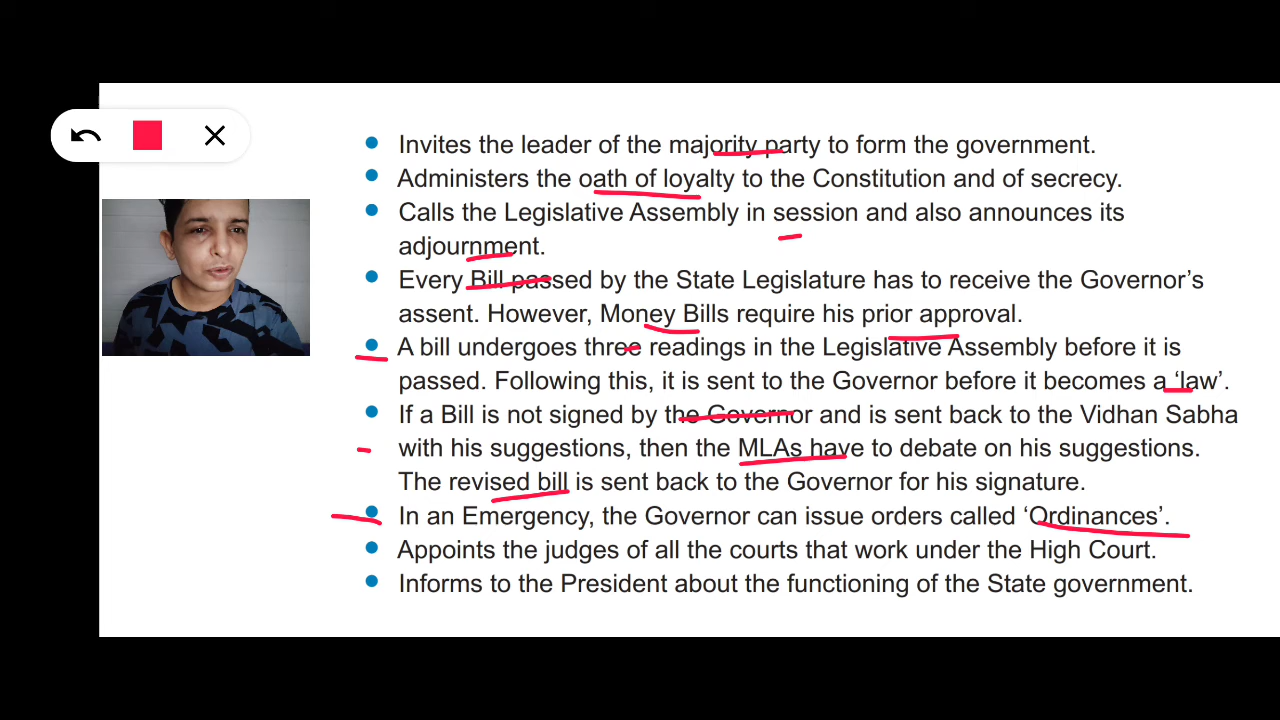 Invites the leader of the majority party to form the government.
Administers the oath of loyalty to the Constitution and of secrecy.
Calls the Legislative Assembly in session and also announces its
adjournment.
Every Bill passed by the State Legislature has to receive the Governor’s
assent. However, Money Bills require his prior approval.
A bill undergoes three readings in the Legislative Assembly before it is
passed. Following this, it is sent to the Governor before it becomes a ‘law’.
If a Bill is not signed by the Governor and is sent back to the Vidhan Sabha
with his suggestions, then the MLAs have to debate on his suggestions.
The revised bill is sent back to the Governor for his signature.
In an Emergency, the Governor can issue orders called ‘Ordinances’.
Appoints the judges of all the courts that work under the High Court.
Informs to the President about the functioning of the State government.